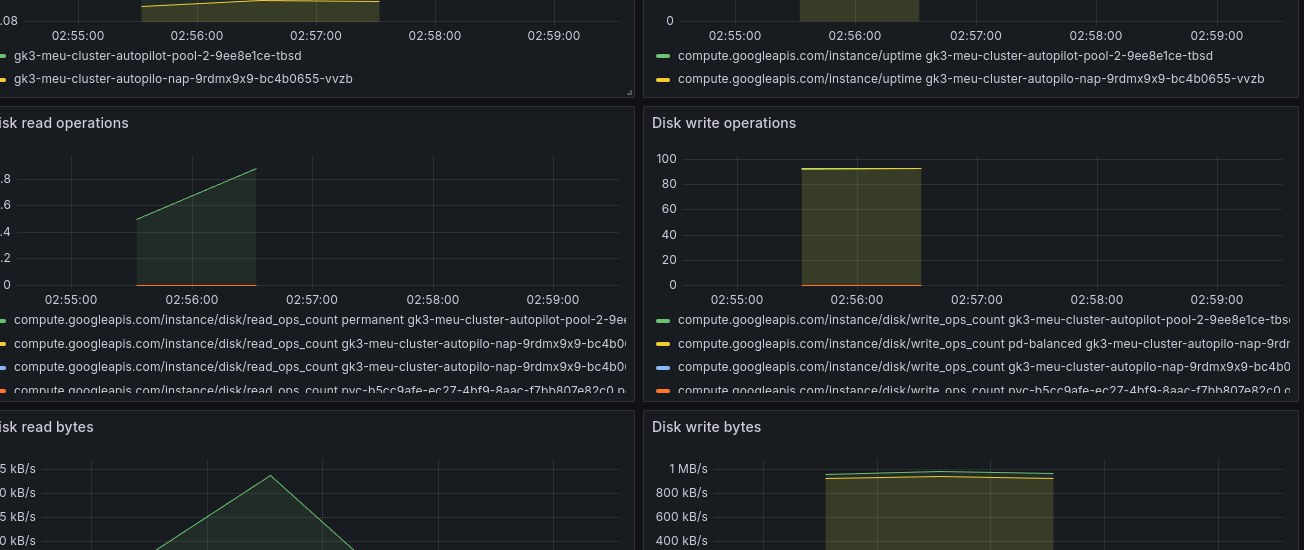 .08
02:55:00 02:56:00 02:57:00 02:58:00 02:59:00
gk3-meu-cluster-autopilot-pool-2-9ee8e1ce-tbsd
gk3-meu-cluster-autopilo-nap-9rdmx9x9-bc4b0655-vvzb
0
02:55:00 02:56:00 02:57:00 02:58:00 02:59:00
compute.googleapis.com/instance/uptime gk3-meu-cluster-autopilot-pool-2-9ee8e1ce-tbsd
compute.googleapis.com/instance/uptime gk3-meu-cluster-autopilo-nap-9rdmx9x9-bc4b0655-vvzb
isk read operations
.8
.6
.4
.2
0
02:55:00 02:56:00 02:57:00 02:58:00 02:59:00
compute.googleapis.com/instance/disk/read_ops_count permanent gk3-meu-cluster-autopilot-pool-2-9ee
compute.googleapis.com/instance/disk/read_ops_count gk3-meu-cluster-autopilo-nap-9rdmx9x9-bc4b0
compute.googleapis.com/instance/disk/read_ops_count gk3-meu-cluster-autopilo-nap-9rdmx9x9-bc4b0
compute.googleapis.com/instance/disk/read_ops_count pvc-b5cc9afe-ec27-4bf9-8aac-f7bb807e82c0
Disk write operations
100
80
60
40
20
0
02:55:00 02:56:00 02:57:00 02:58:00 02:59:00
compute.googleapis.com/instance/disk/write_ops_count gk3-meu-cluster-autopilot-pool-2-9ee8e1ce-tbs
compute.googleapis.com/instance/disk/write_ops_count pd-balanced gk3-meu-cluster-autopilo-nap-9rdm
compute.googleapis.com/instance/disk/write_ops_count gk3-meu-cluster-autopilo-nap-9rdmx9x9-bc4b0
compute.googleapis.com/instance/disk/write_ops_count pvc-b5cc9afe-ec27-4bf9-8aac-f7bb807e82c0
isk read bytes
5 kB/s
0 kB/s
5 kB/s
0 kB/s
Disk write bytes
1 MB/s
800 kB/s
600 kB/s
400 kB/s